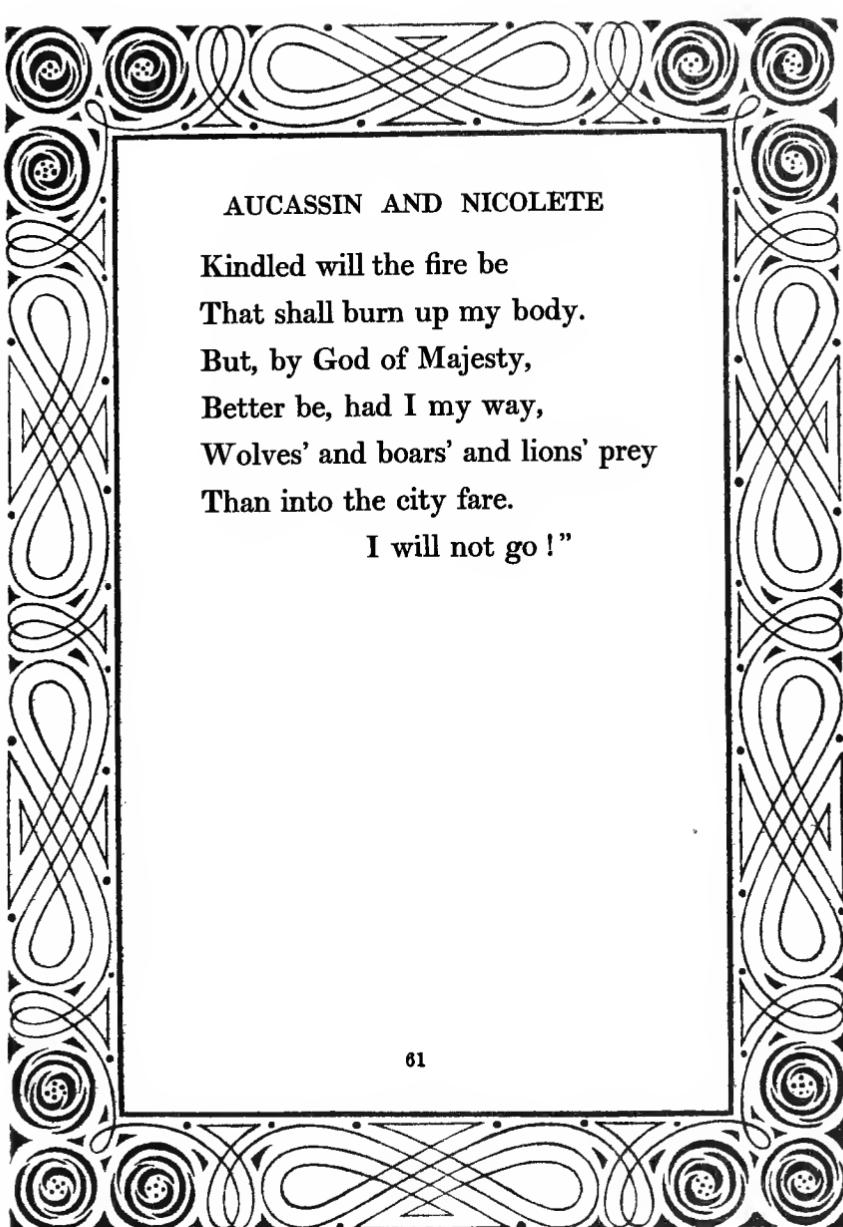 AUCASSIN AND NICOLETE
Kindled will the fire be
That shall burn up my body.
But, by God of Majesty,
Better be, had I my way,
Wolves’ and boars’ and lions’ prey
Than into the city fare.
I will not go !”
61